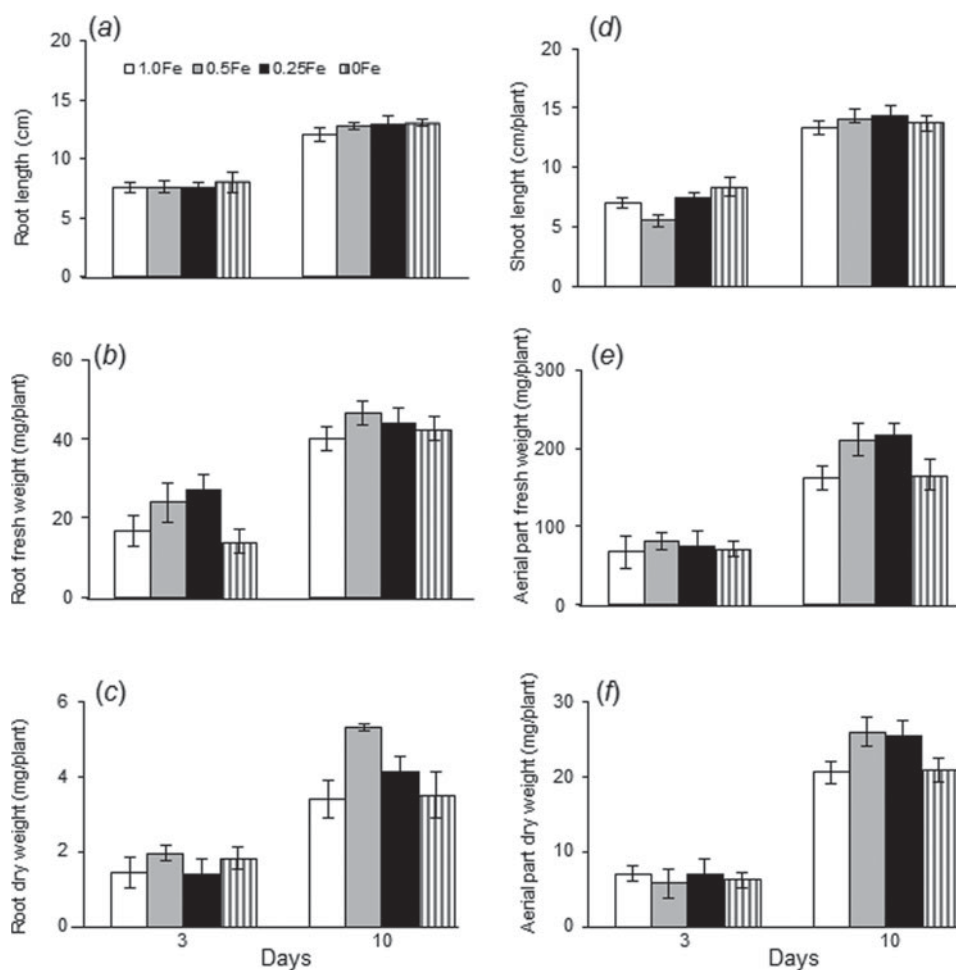 (a)
1.0Fe 0.5Fe 0.25Fe 0Fe
Root length (cm)
20
15
10
5
0
(d)
Shoot lenght (cm/plant)
20
15
10
5
0
(b)
Root fresh weight (mg/plant)
60
40
20
0
(e)
Aerial part fresh weight (mg/plant)
300
200
100
0
(c)
Root dry weight (mg/plant)
6
4
2
0
3 10
Days
(f)
Aerial part dry weight (mg/plant)
30
20
10
0
3 10
Days